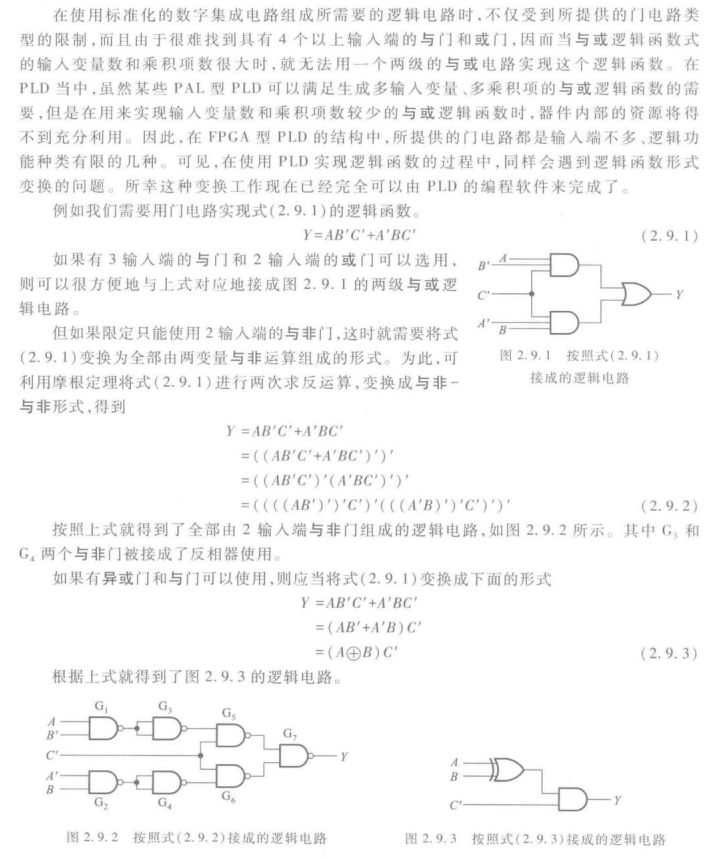 在使用标准化的数字集成电路组成所需要的逻辑电路时,不仅受到所提供的门电路类
型的限制,而且由于很难找到具有 4 个以上输入端的与门和或门,因而当与或逻辑函数式
的输入变量数和乘积项数很大时,就无法用一个两级的与或电路实现这个逻辑函数。在
PLD 当中,虽然某些 PAL 型 PLD 可以满足生成多输入变量、多乘积项的与或逻辑函数的需
要,但是在用来实现输入变量数和乘积项数较少的与或逻辑函数时,器件内部的资源将得
不到充分利用。因此,在 FPGA 型 PLD 的结构中,所提供的门电路都是输入端不多、逻辑功
能种类有限的几种。可见,在使用 PLD 实现逻辑函数的过程中,同样会遇到逻辑函数形式
变换的问题。所幸这种变换工作现在已经完全可以由 PLD 的编程软件来完成了。
例如我们需要用门电路实现式(2.9.1)的逻辑函数。
Y=AB′C′+A′BC′ (2.9.1)
如果有 3 输入端的与门和 2 输入端的或门可以选用,
则可以很方便地与上式对应地接成图 2.9.1 的两级与或逻
辑电路。
但如果限定只能使用 2 输入端的与非门,这时就需要将式
(2.9.1)变换为全部由两变量与非运算组成的形式。为此,可
利用摩根定理将式(2.9.1)进行两次求反运算,变换成与非-
与非形式,得到
A
B′
C′
A′
B
Y
图 2.9.1 按照式(2.9.1)
接成的逻辑电路
Y =AB′C′+A′BC′
=((AB′C′+A′BC′)′)′
=((AB′C′)′(A′BC′)′)′
=((((AB′)′)′C′)′(((A′B)′)′C′)′)′ (2.9.2)
按照上式就得到了全部由 2 输入端与非门组成的逻辑电路,如图 2.9.2 所示。其中 G₃ 和
G₄ 两个与非门被接成了反相器使用。
如果有异或门和与门可以使用,则应当将式(2.9.1)变换成下面的形式
Y =AB′C′+A′BC′
=(AB′+A′B)C′
=(A⊕B)C′ (2.9.3)
根据上式就得到了图 2.9.3 的逻辑电路。
G₁ G₃ G₅
A
B′
G₇
C′
Y
A′
B
G₂ G₄ G₆
图 2.9.2 按照式(2.9.2)接成的逻辑电路
A
B
C′
Y
图 2.9.3 按照式(2.9.3)接成的逻辑电路